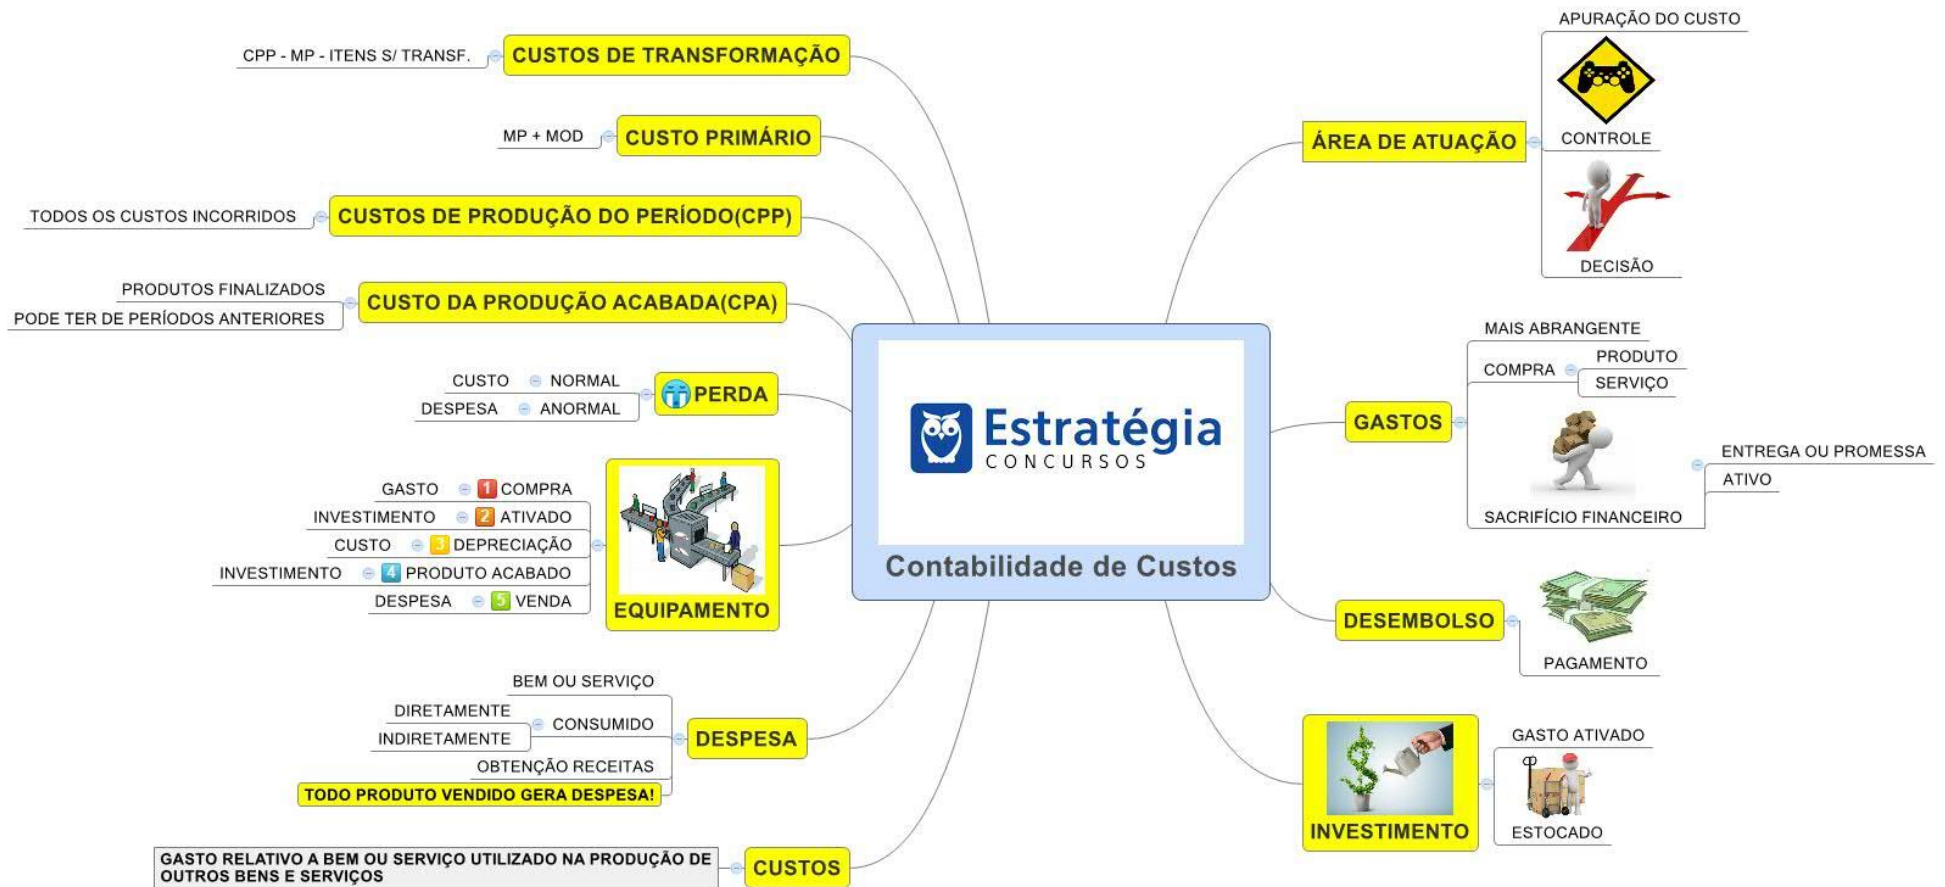 CPP - MP - ITENS S/ TRANSF.
CUSTOS DE TRANSFORMAÇÃO
MP + MOD
CUSTO PRIMÁRIO
TODOS OS CUSTOS INCORRIDOS
CUSTOS DE PRODUÇÃO DO PERÍODO(CPP)
PRODUTOS FINALIZADOS
PODE TER DE PERÍODOS ANTERIORES
CUSTO DA PRODUÇÃO ACABADA(CPA)
CUSTO NORMAL
DESPESA ANORMAL
PERDA
GASTO 1 COMPRA
INVESTIMENTO 2 ATIVADO
CUSTO 3 DEPRECIAÇÃO
INVESTIMENTO 4 PRODUTO ACABADO
DESPESA 5 VENDA
EQUIPAMENTO
BEM OU SERVIÇO
DIRETAMENTE
INDIRETAMENTE
CONSUMIDO
OBTENÇÃO RECEITAS
TODO PRODUTO VENDIDO GERA DESPESA!
DESPESA
GASTO RELATIVO A BEM OU SERVIÇO UTILIZADO NA PRODUÇÃO DE
OUTROS BENS E SERVIÇOS
CUSTOS
Estratégia
CONCURSOS
Contabilidade de Custos
ÁREA DE ATUAÇÃO
APURAÇÃO DO CUSTO
CONTROLE
DECISÃO
GASTOS
MAIS ABRANGENTE
COMPRA
PRODUTO
SERVIÇO
SACRIFÍCIO FINANCEIRO
ENTREGA OU PROMESSA
ATIVO
DESEMBOLSO
PAGAMENTO
INVESTIMENTO
GASTO ATIVADO
ESTOCADO